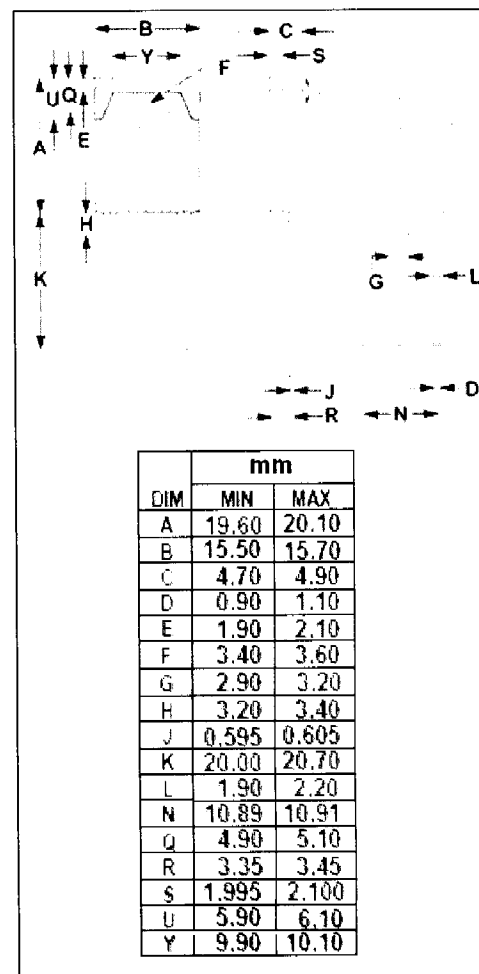 B
C
Y
F
S
U
Q
A
E
H
K
G
L
J
D
R
N
mm
DIM MIN MAX
A 19.60 20.10
B 15.50 15.70
C 4.70 4.90
D 0.90 1.10
E 1.90 2.10
F 3.40 3.60
G 2.90 3.20
H 3.20 3.40
J 0.595 0.605
K 20.00 20.70
L 1.90 2.20
N 10.89 10.91
Q 4.90 5.10
R 3.35 3.45
S 1.995 2.100
U 5.90 6.10
Y 9.90 10.10